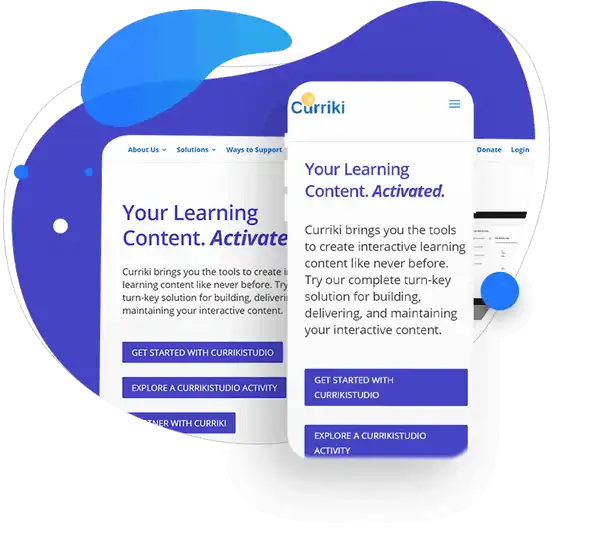 About Us
Solutions
Ways to Support
Your Learning
Content. Activate
Curriki brings you the tools to create
learning content like never before. Try
turn-key solution for building,
maintaining your interactive content.
GET STARTED WITH CURRIKISTUDIO
EXPLORE A CURRIKISTUDIO ACTIVITY
WITH CURRIKI
Curriki
Your Learning
Content. Activated.
Curriki brings you the tools
to create interactive learning
content like never before.
Try our complete turn-key
solution for building,
delivering, and maintaining
your interactive content.
GET STARTED WITH
CURRIKISTUDIO
EXPLORE A CURRIKISTUDIO
ACTIVITY
Donate
Login